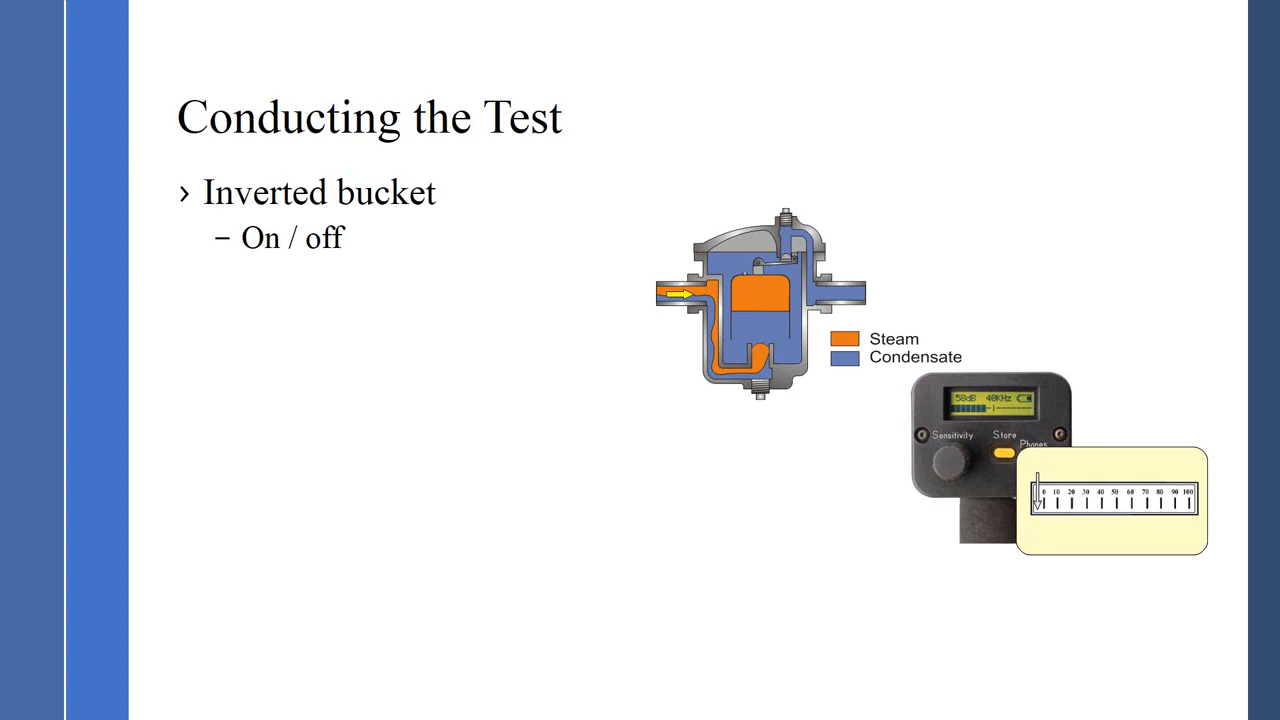 Conducting the Test
› Inverted bucket
– On / off
Steam
Condensate
58dB 40KHz
Sensitivity
Store
Phones
0 10 20 30 40 50 60 70 80 90 100